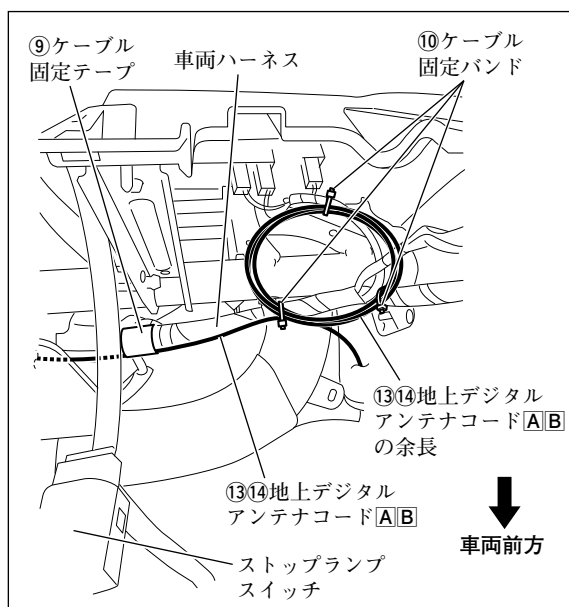 ⑨ケーブル
固定テープ
車両ハーネス
⑩ケーブル
固定バンド
⑬⑭地上デジタル
アンテナコードAB
の余長
⑬⑭地上デジタル
アンテナコードAB
車両前方
ストップランプ
スイッチ